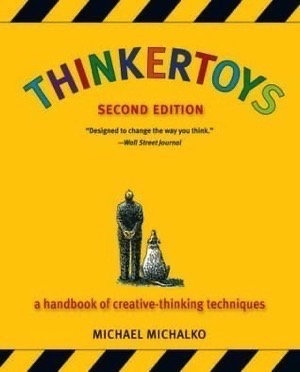 THINKERTOYS
SECOND EDITION
"Designed to change the way you think."
—Wall Street Journal
a handbook of creative-thinking techniques
MICHAEL MICHALKO